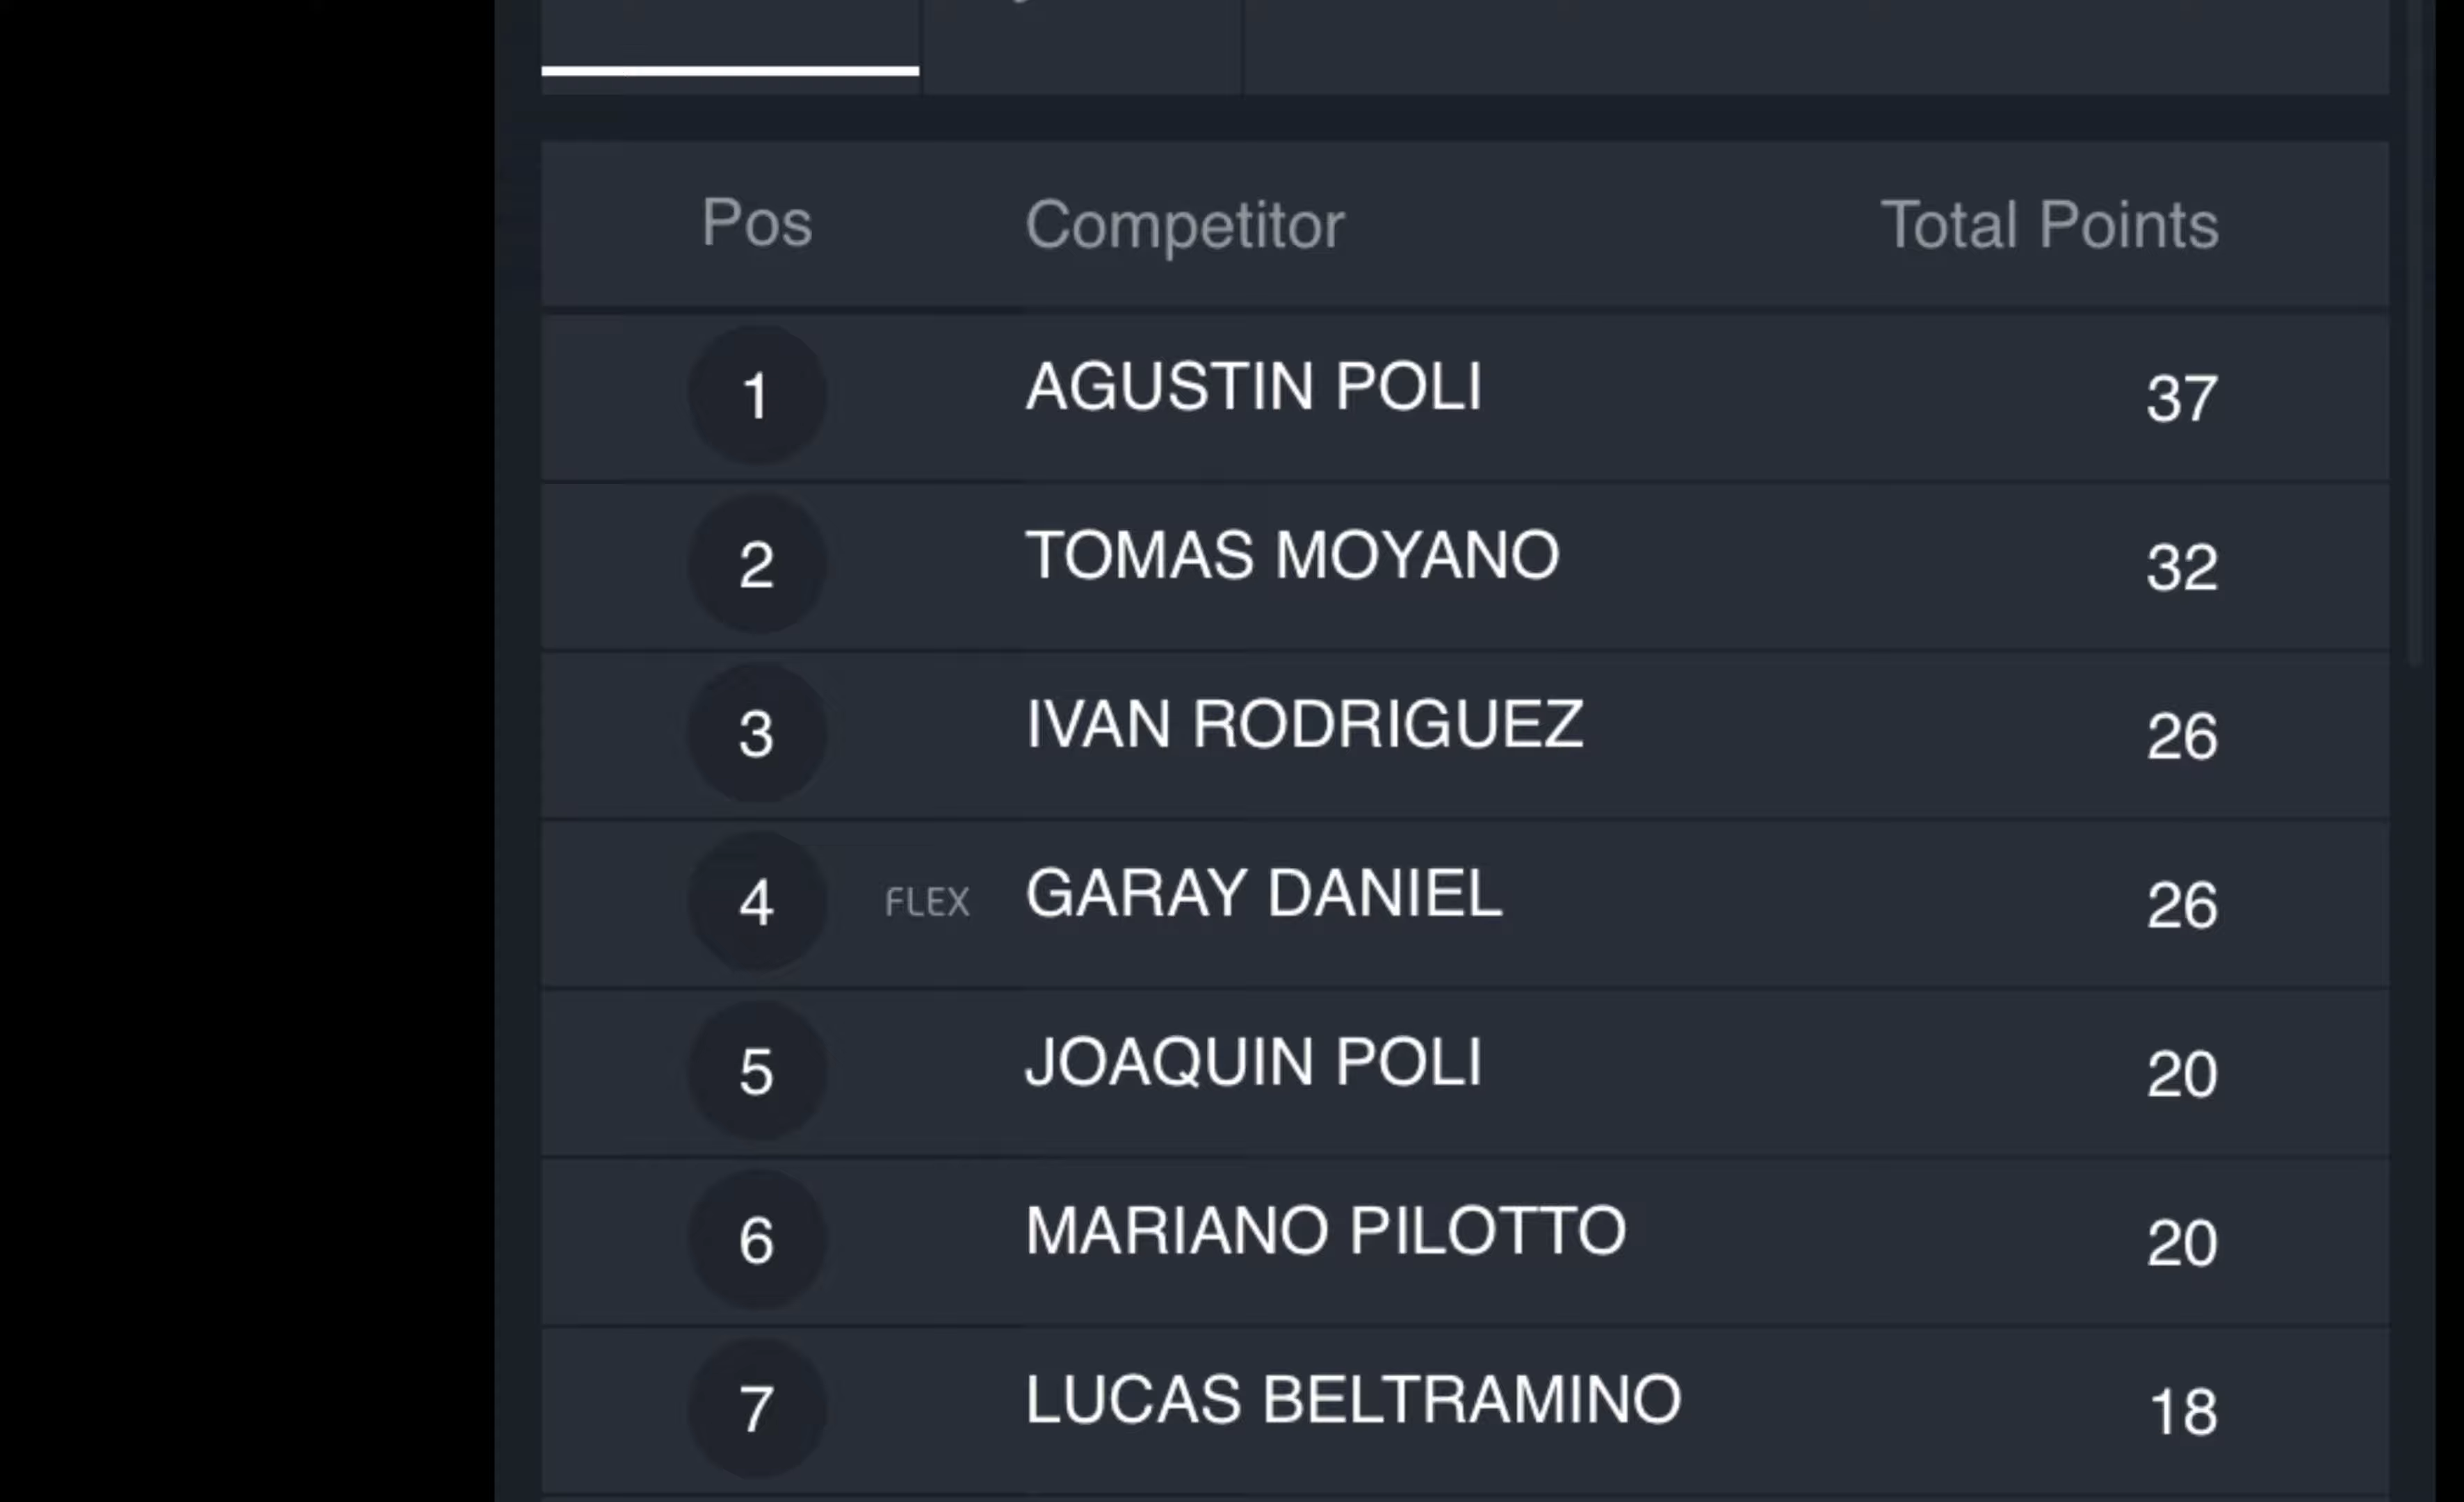 Pos Competitor Total Points
1 AGUSTIN POLI 37
2 TOMAS MOYANO 32
3 IVAN RODRIGUEZ 26
4 FLEX GARAY DANIEL 26
5 JOAQUIN POLI 20
6 MARIANO PILOTTO 20
7 LUCAS BELTRAMINO 18